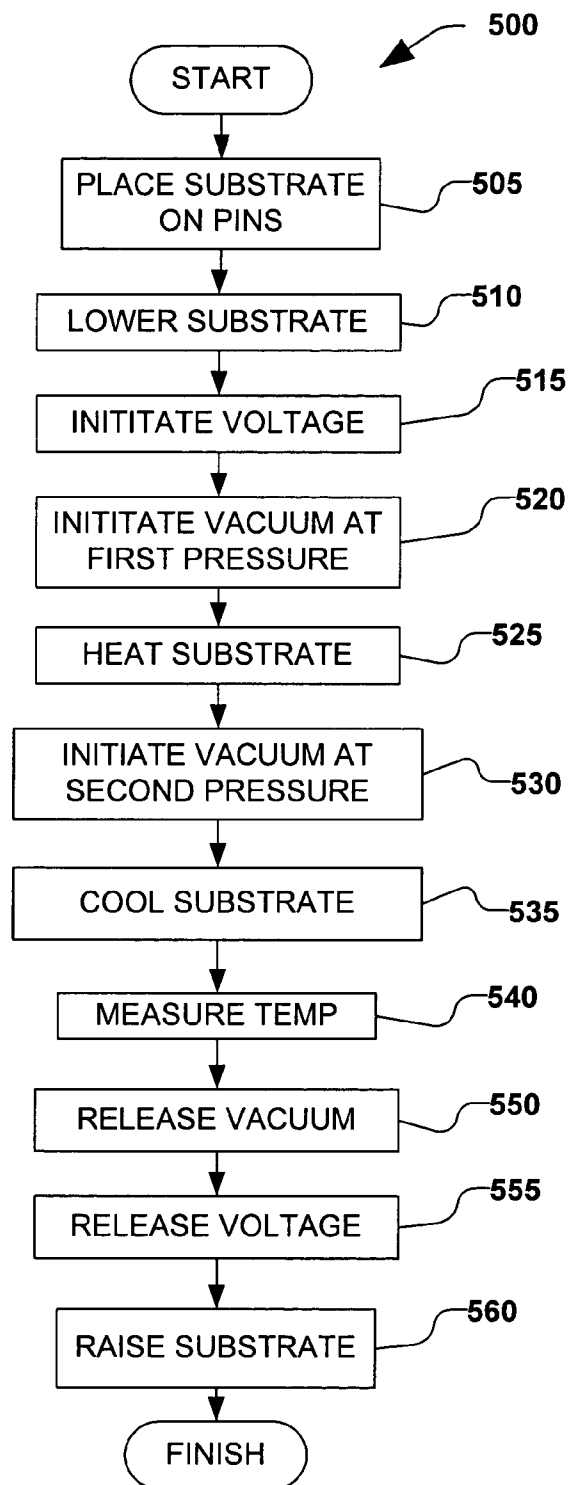 500
START
PLACE SUBSTRATE
ON PINS
505
LOWER SUBSTRATE
510
INITITATE VOLTAGE
515
INITITATE VACUUM AT
FIRST PRESSURE
520
HEAT SUBSTRATE
525
INITIATE VACUUM AT
SECOND PRESSURE
530
COOL SUBSTRATE
535
MEASURE TEMP
540
RELEASE VACUUM
550
RELEASE VOLTAGE
555
RAISE SUBSTRATE
560
FINISH